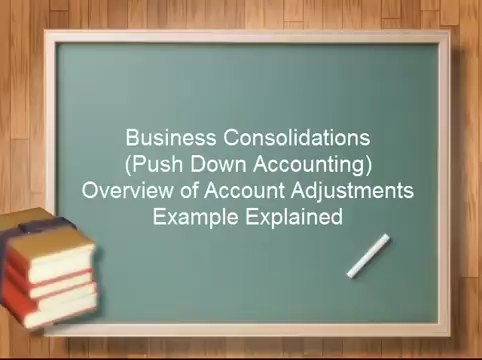 Business Consolidations
(Push Down Accounting)
Overview of Account Adjustments
Example Explained